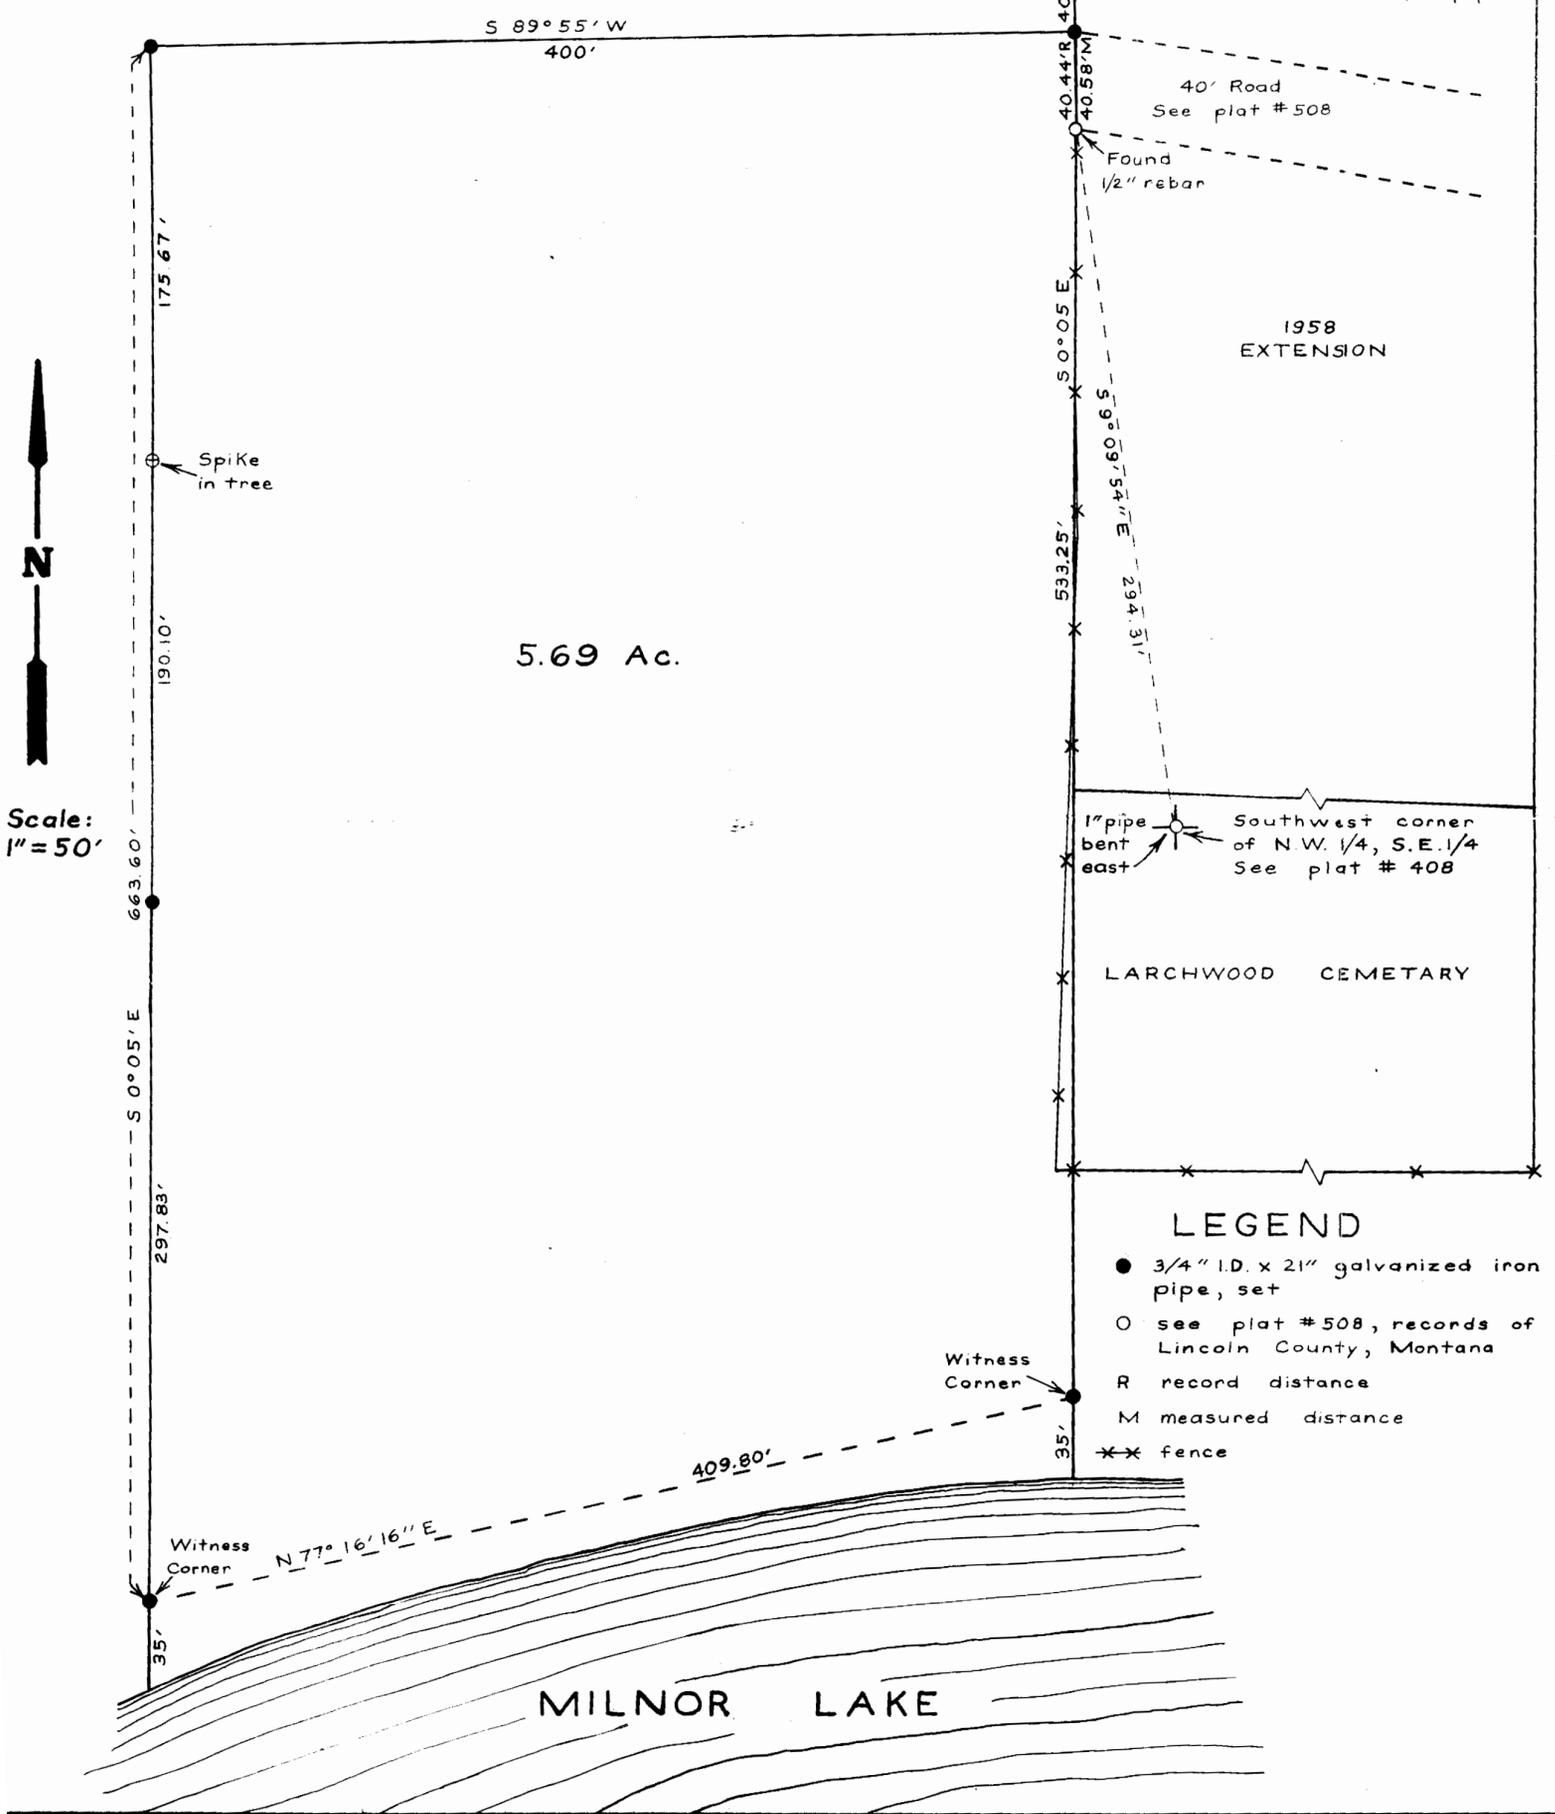 S 89° 55' W
400'
40.44'R
40.58'M
40' Road
See plat #508
Found
1/2" rebar
175.67'
S 0° 05 E
1958
EXTENSION
S 9° 09' 54" E 294.31'
Spike
in tree
N
533.25'
190.10'
5.69 Ac.
Scale:
1" = 50'
663.60'
1" pipe
bent
east
Southwest corner
of N.W. 1/4, S.E. 1/4
See plat # 408
LARCHWOOD CEMETARY
S 0° 05' E
297.83'
LEGEND
3/4" I.D. x 21" galvanized iron
pipe, set
see plat #508, records of
Lincoln County, Montana
R record distance
M measured distance
fence
Witness
Corner
35'
409.80'
N 77° 16' 16" E
Witness
Corner
35'
MILNOR LAKE